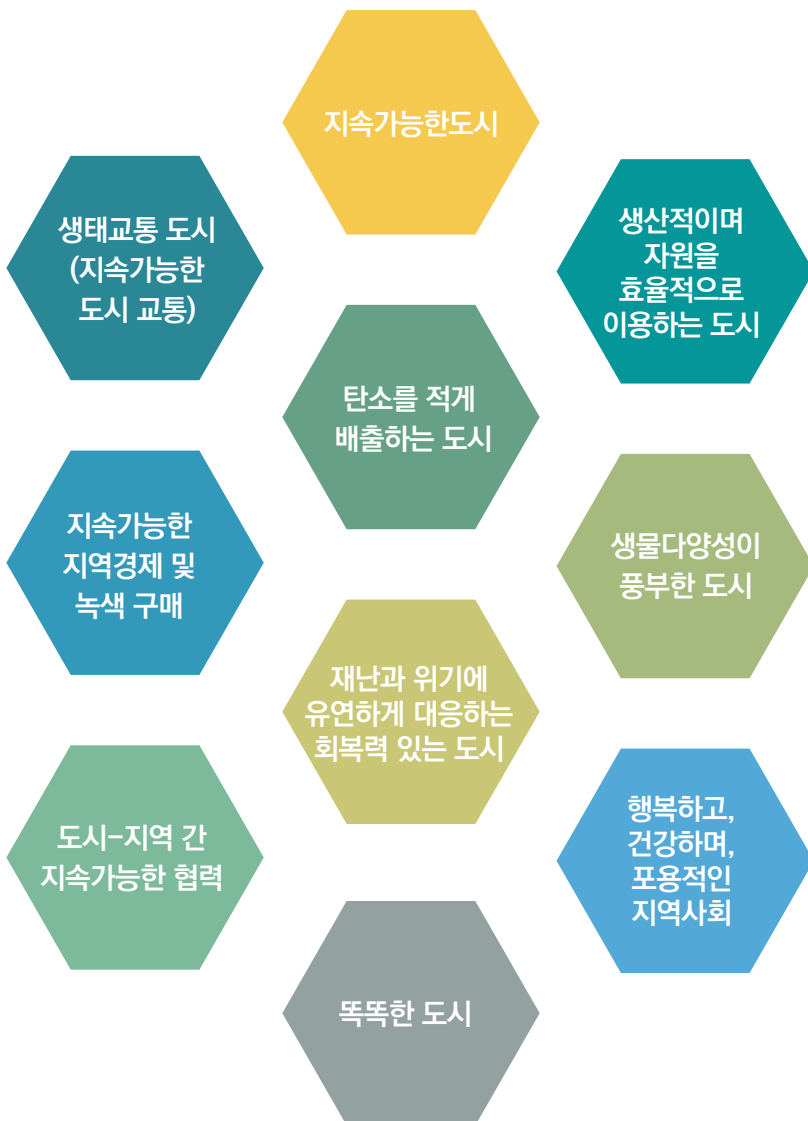 지속가능한도시
생태교통 도시
(지속가능한
도시 교통)
생산적이며
자원을
효율적으로
이용하는 도시
탄소를 적게
배출하는 도시
지속가능한
지역경제 및
녹색 구매
생물다양성이
풍부한 도시
재난과 위기에
유연하게 대응하는
회복력 있는 도시
도시-지역 간
지속가능한 협력
행복하고,
건강하며,
포용적인
지역사회
똑똑한 도시